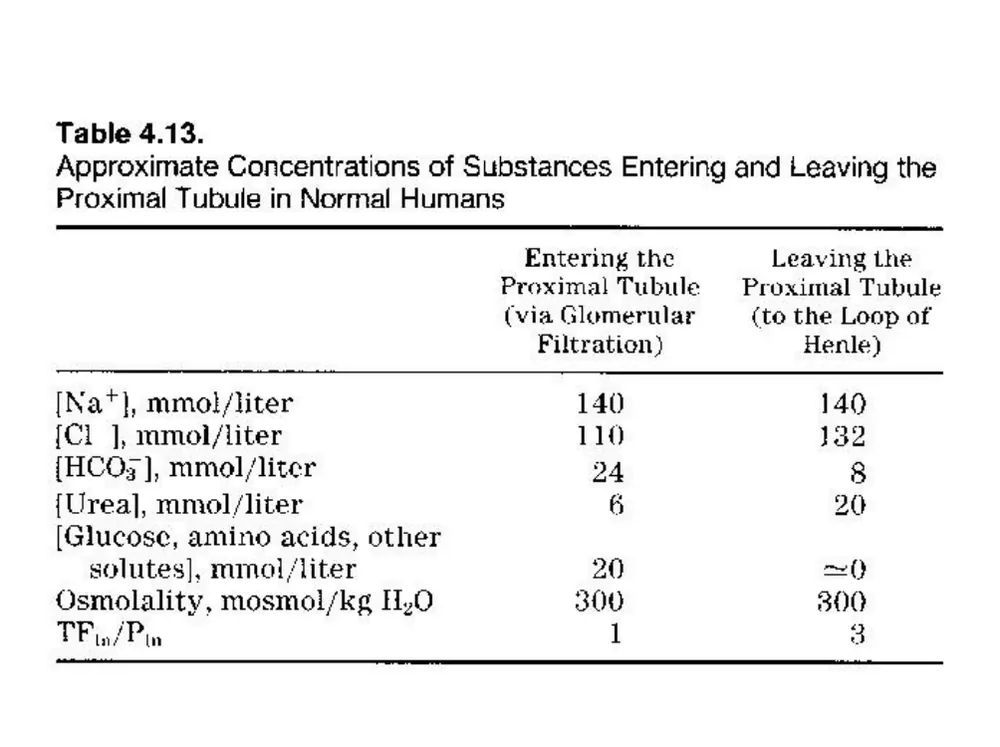 Table 4.13.
Approximate Concentrations of Substances Entering and Leaving the
Proximal Tubule in Normal Humans
Entering the Proximal Tubule (via Glomerular Filtration) Leaving the Proximal Tubule (to the Loop of Henle)
[Na⁺], mmol/liter 140 140
[Cl⁻], mmol/liter 110 132
[HCO₃⁻], mmol/liter 24 8
[Urea], mmol/liter 6 20
[Glucose, amino acids, other
solutes], mmol/liter 20 ≃0
Osmolality, mosmol/kg H₂O 300 300
TF_In/P_In 1 3